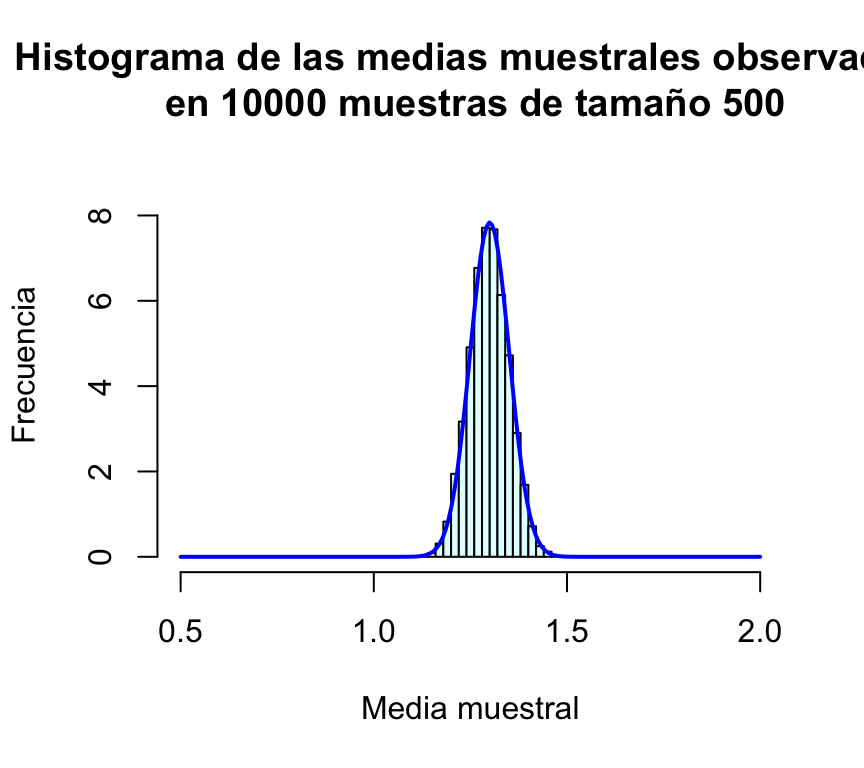 Histograma de las medias muestrales observad
en 10000 muestras de tamaño 500
Frecuencia
8
6
4
2
0
0.5 1.0 1.5 2.0
Media muestral